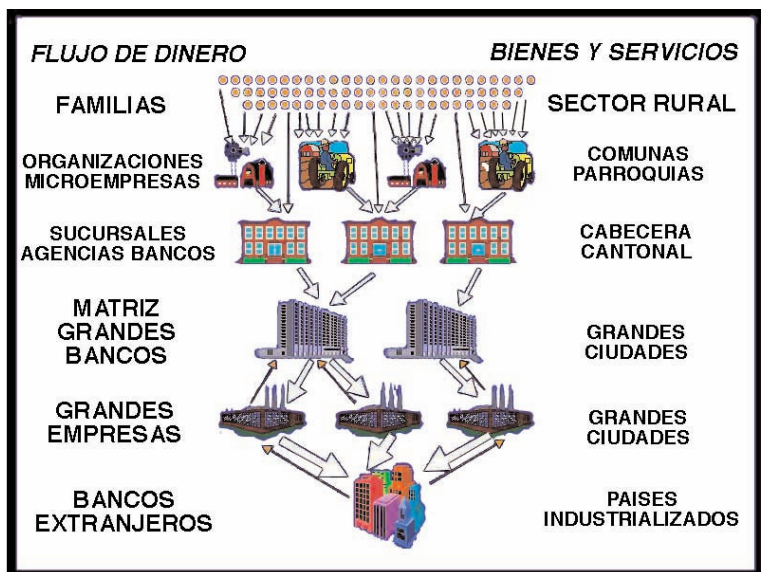 FLUJO DE DINERO
BIENES Y SERVICIOS
FAMILIAS
SECTOR RURAL
ORGANIZACIONES
MICROEMPRESAS
COMUNAS
PARROQUIAS
SUCURSALES
AGENCIAS BANCOS
CABECERA
CANTONAL
MATRIZ
GRANDES
BANCOS
GRANDES
CIUDADES
GRANDES
EMPRESAS
GRANDES
CIUDADES
BANCOS
EXTRANJEROS
PAISES
INDUSTRIALIZADOS